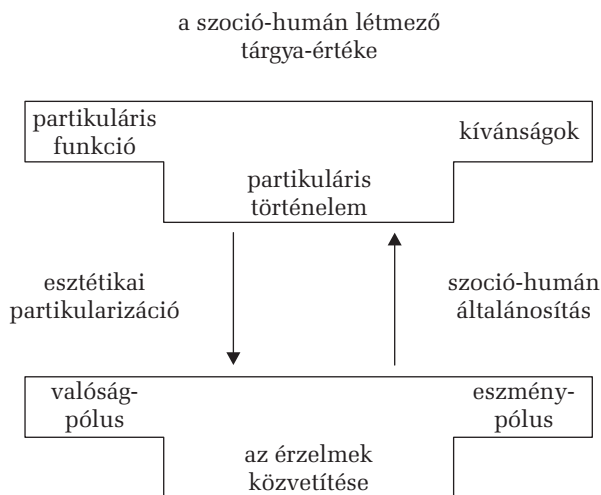 a szoció-humán létmező
tárgya-értéke
partikuláris
funkció
kívánságok
partikuláris
történelem
esztétikai
partikularizáció
szoció-humán
általánosítás
valóság-
pólus
eszmény-
pólus
az érzelmek
közvetítése